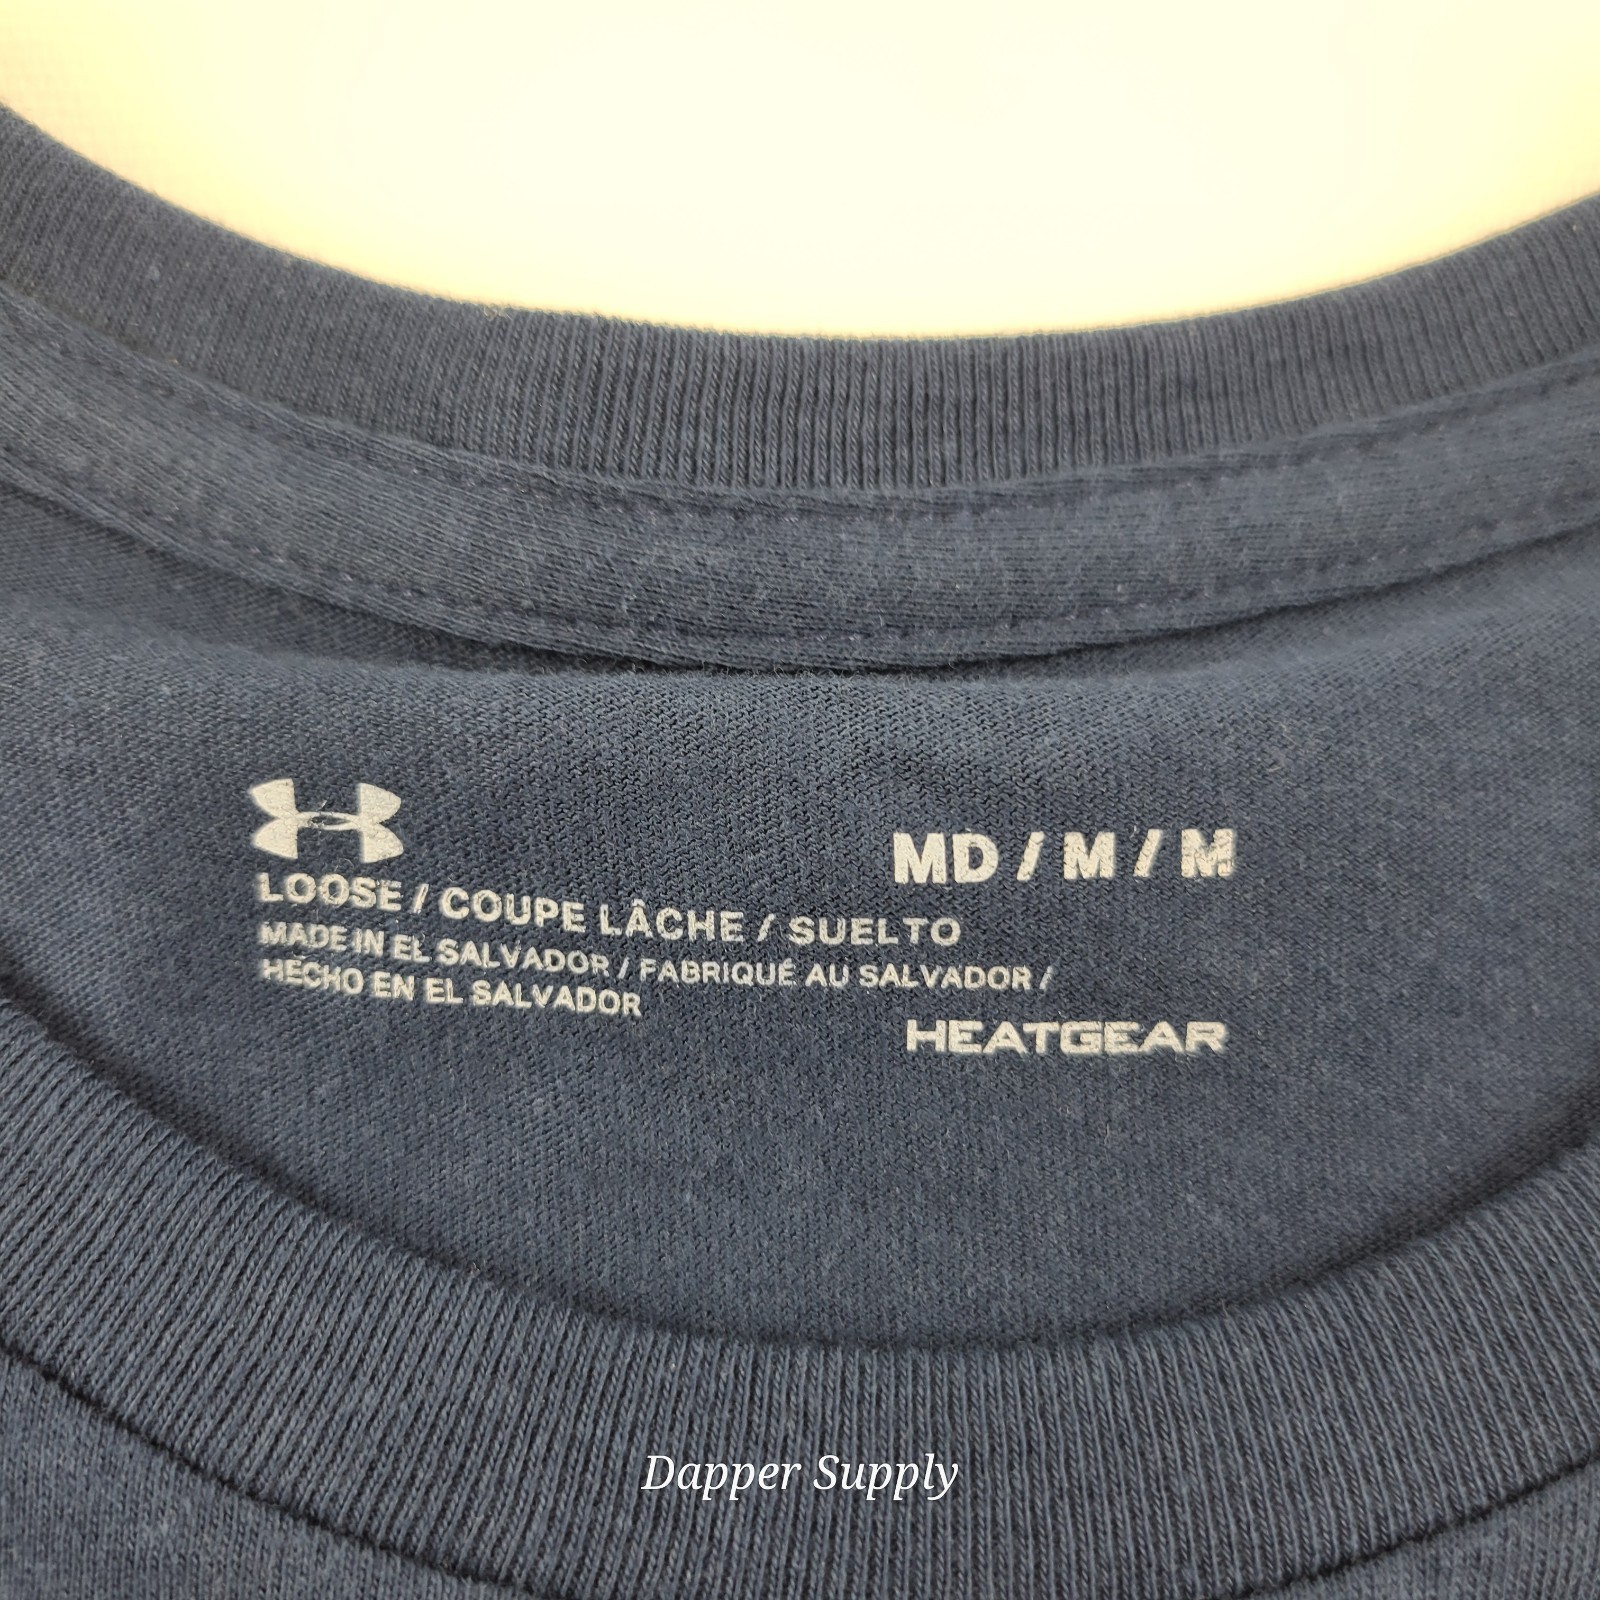 MD / M / M
LOOSE / COUPE LÂCHE / SUELTO
MADE IN EL SALVADOR / FABRIQUÉ AU SALVADOR /
HECHO EN EL SALVADOR
HEATGEAR
Dapper Supply